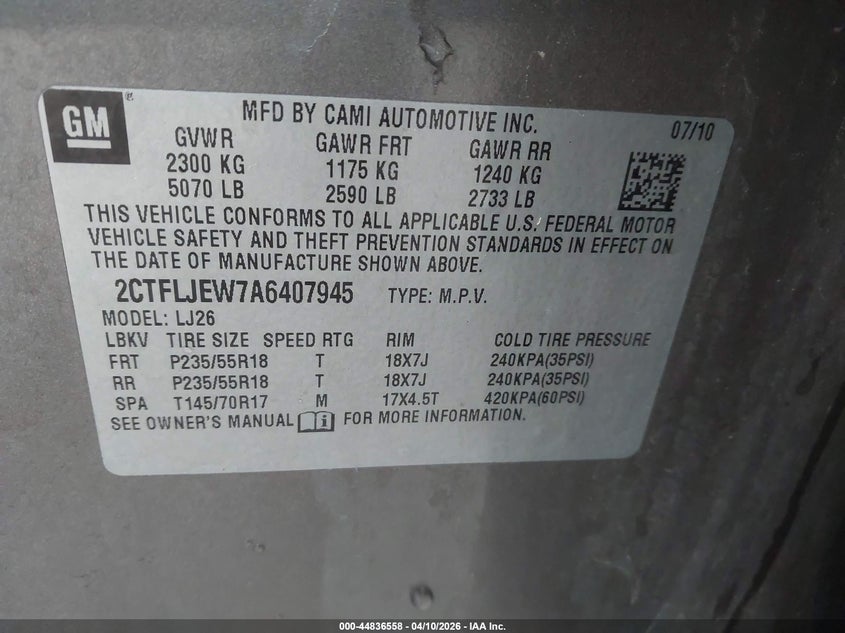 GM®
MFD BY CAMI AUTOMOTIVE INC. 07/10
GVWR GAWR FRT GAWR RR
2300 KG 1175 KG 1240 KG
5070 LB 2590 LB 2733 LB
THIS VEHICLE CONFORMS TO ALL APPLICABLE U.S. FEDERAL MOTOR
VEHICLE SAFETY AND THEFT PREVENTION STANDARDS IN EFFECT ON
THE DATE OF MANUFACTURE SHOWN ABOVE.
2CTFLJEW7A6407945 TYPE: M.P.V.
MODEL: LJ26
LBKV TIRE SIZE SPEED RTG RIM COLD TIRE PRESSURE
FRT P235/55R18 T 18X7J 240KPA(35PSI)
RR P235/55R18 T 18X7J 240KPA(35PSI)
SPA T145/70R17 M 17X4.5T 420KPA(60PSI)
SEE OWNER'S MANUAL i FOR MORE INFORMATION.
000-44836558 - 04/10/2026 - IAA Inc.